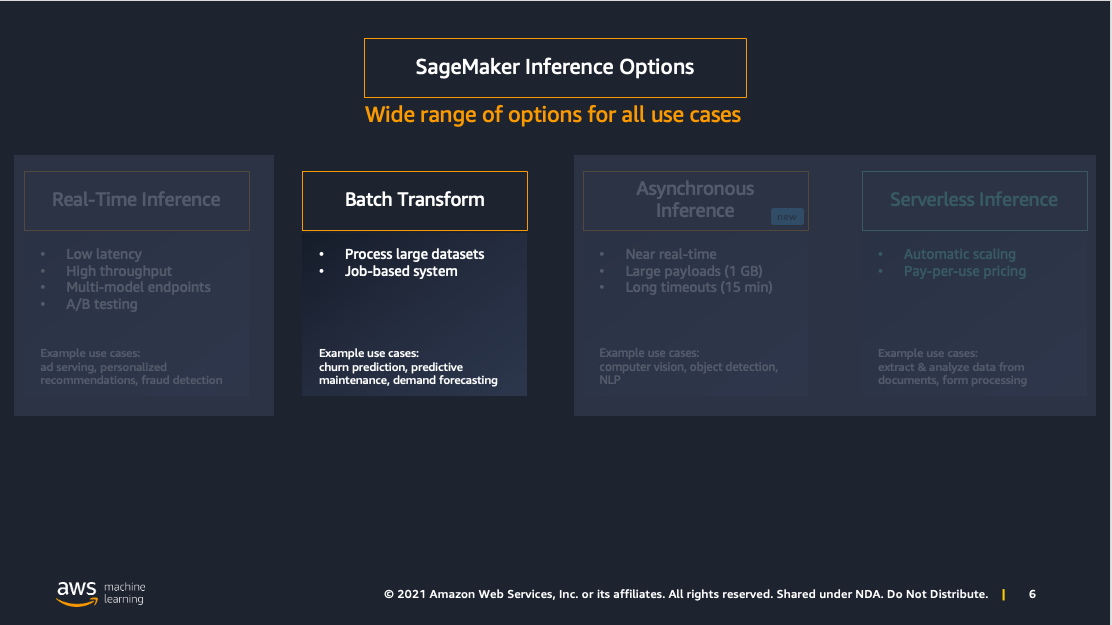 SageMaker Inference Options
Wide range of options for all use cases
Real-Time Inference
• Low latency
• High throughput
• Multi-model endpoints
• A/B testing
Example use cases:
ad serving, personalized
recommendations, fraud detection
Batch Transform
• Process large datasets
• Job-based system
Example use cases:
churn prediction, predictive
maintenance, demand forecasting
Asynchronous
Inference
new
• Near real-time
• Large payloads (1 GB)
• Long timeouts (15 min)
Example use cases:
computer vision, object detection,
NLP
Serverless Inference
• Automatic scaling
• Pay-per-use pricing
Example use cases:
extract & analyze data from
documents, form processing
aws machine
learning
© 2021 Amazon Web Services, Inc. or its affiliates. All rights reserved. Shared under NDA. Do Not Distribute. | 6